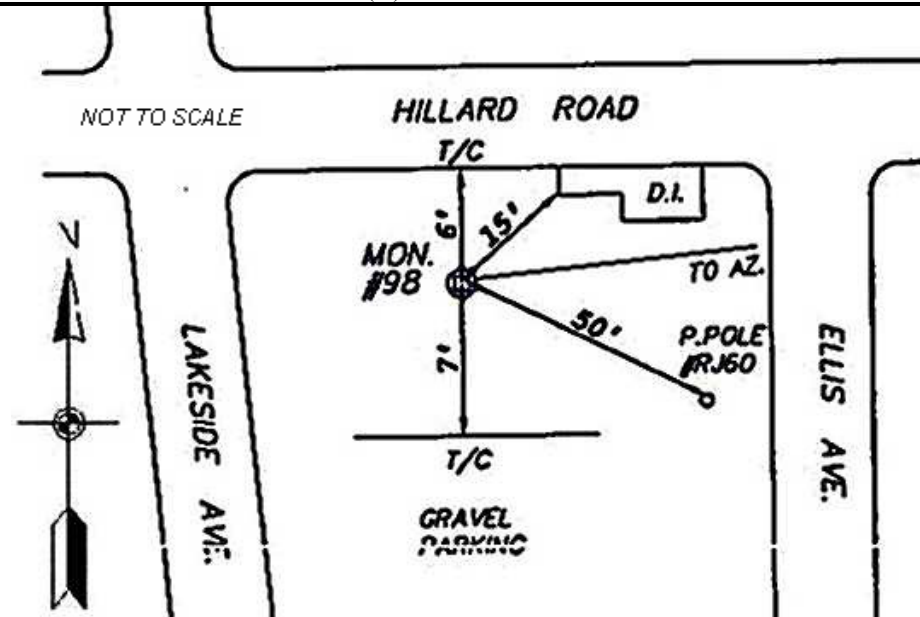 HILLARD ROAD
NOT TO SCALE
T/C
D.I.
6'
15'
MON.
#98
TO AZ.
N
50'
P.POLE
#RJ60
7'
LAKESIDE AVE.
ELLIS AVE.
T/C
GRAVEL
PARKING